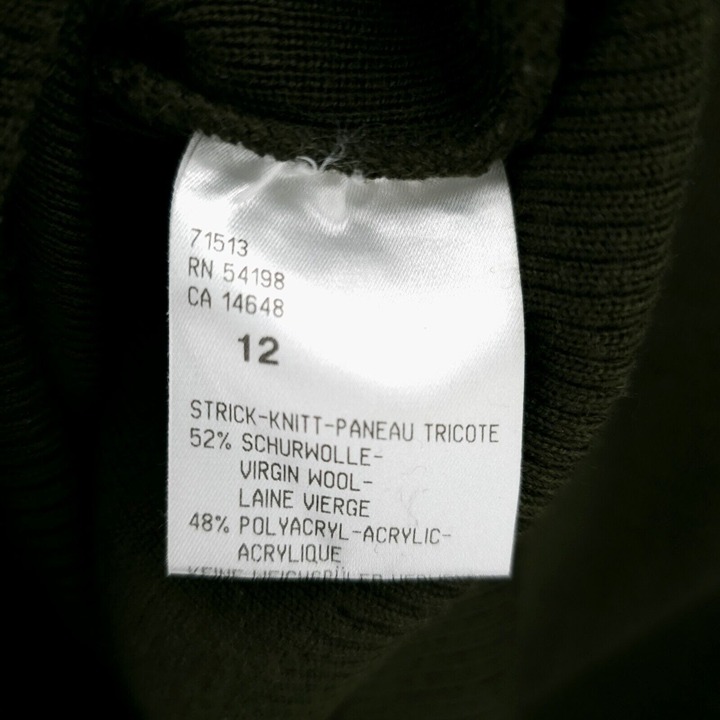 71513
RN 54198
CA 14648
12
STRICK-KNITT-PANEAU TRICOTE
52% SCHURWOLLE-
VIRGIN WOOL-
LAINE VIERGE
48% POLYACRYL-ACRYLIC-
ACRYLIQUE
KEINE